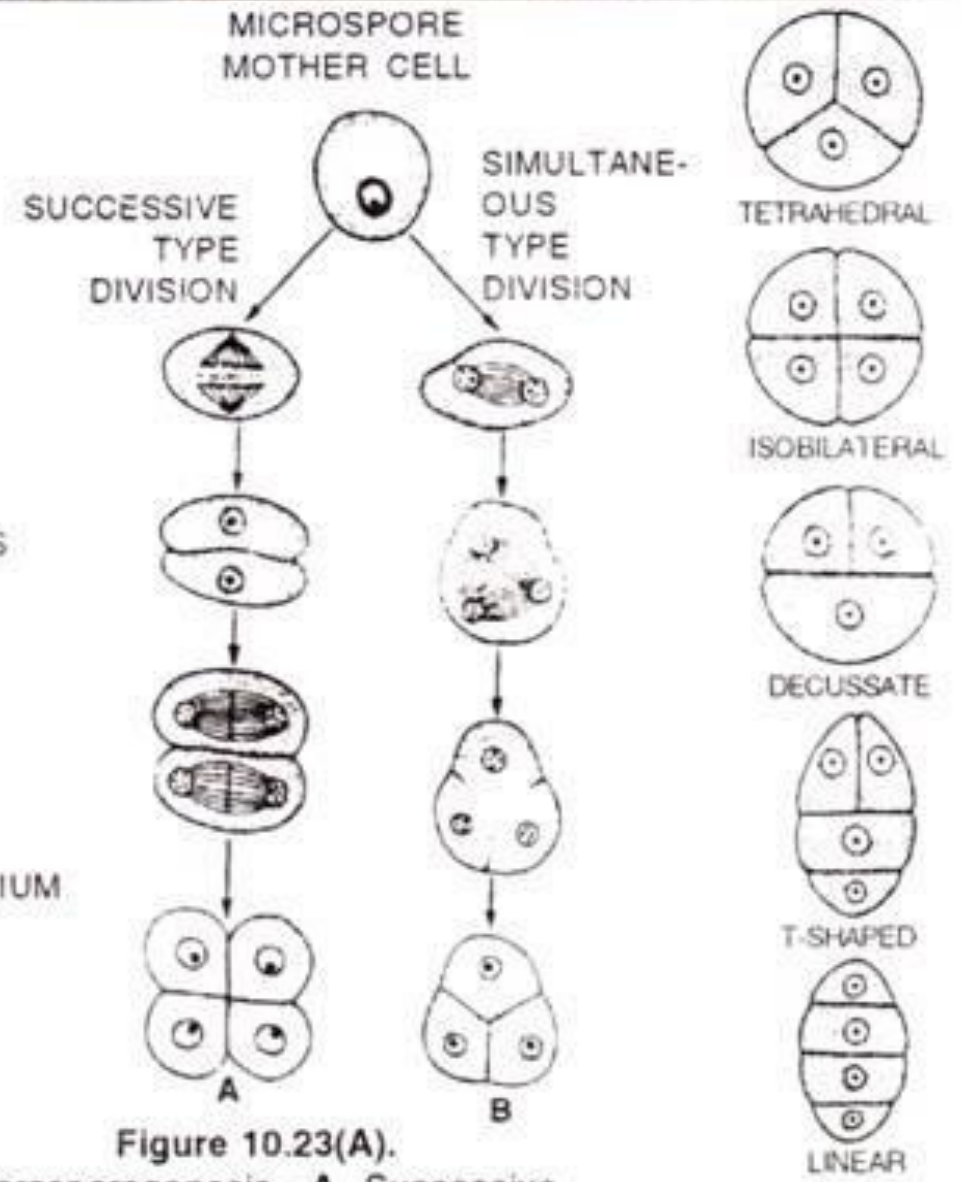 MICROSPORE
MOTHER CELL
SUCCESSIVE
TYPE
DIVISION
SIMULTANE-
OUS
TYPE
DIVISION
TETRAHEDRAL
ISOBILATERAL
DECUSSATE
T-SHAPED
LINEAR
S
IUM
A
B
Figure 10.23(A).
A Successive